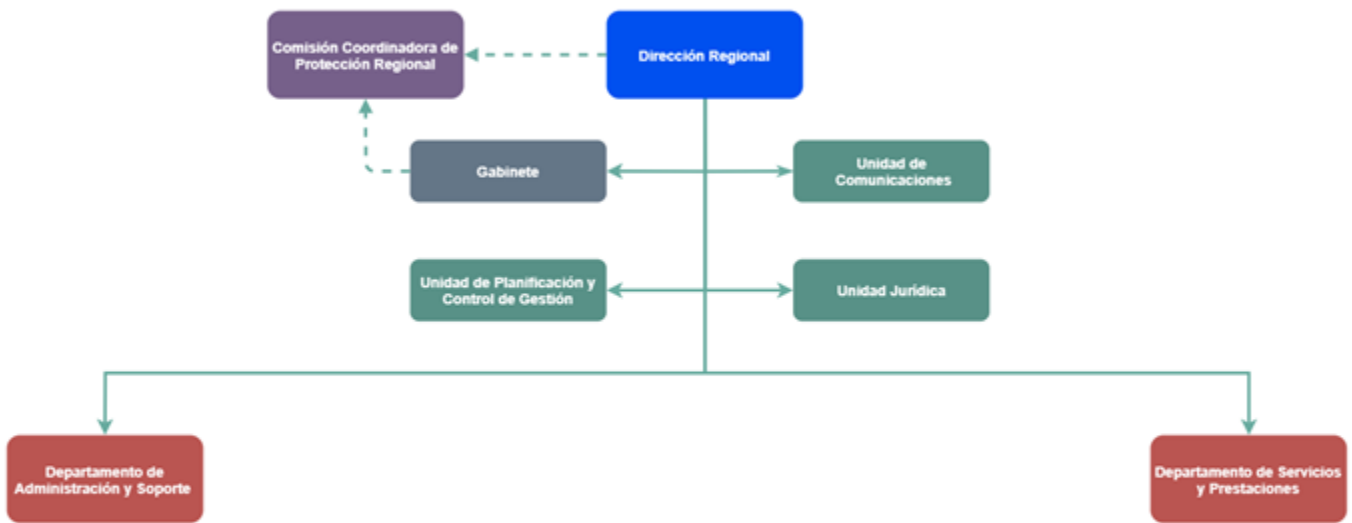 Comisión Coordinadora de
Protección Regional
Dirección Regional
Gabinete
Unidad de
Comunicaciones
Unidad de Planificación y
Control de Gestión
Unidad Jurídica
Departamento de
Administración y Soporte
Departamento de Servicios
y Prestaciones